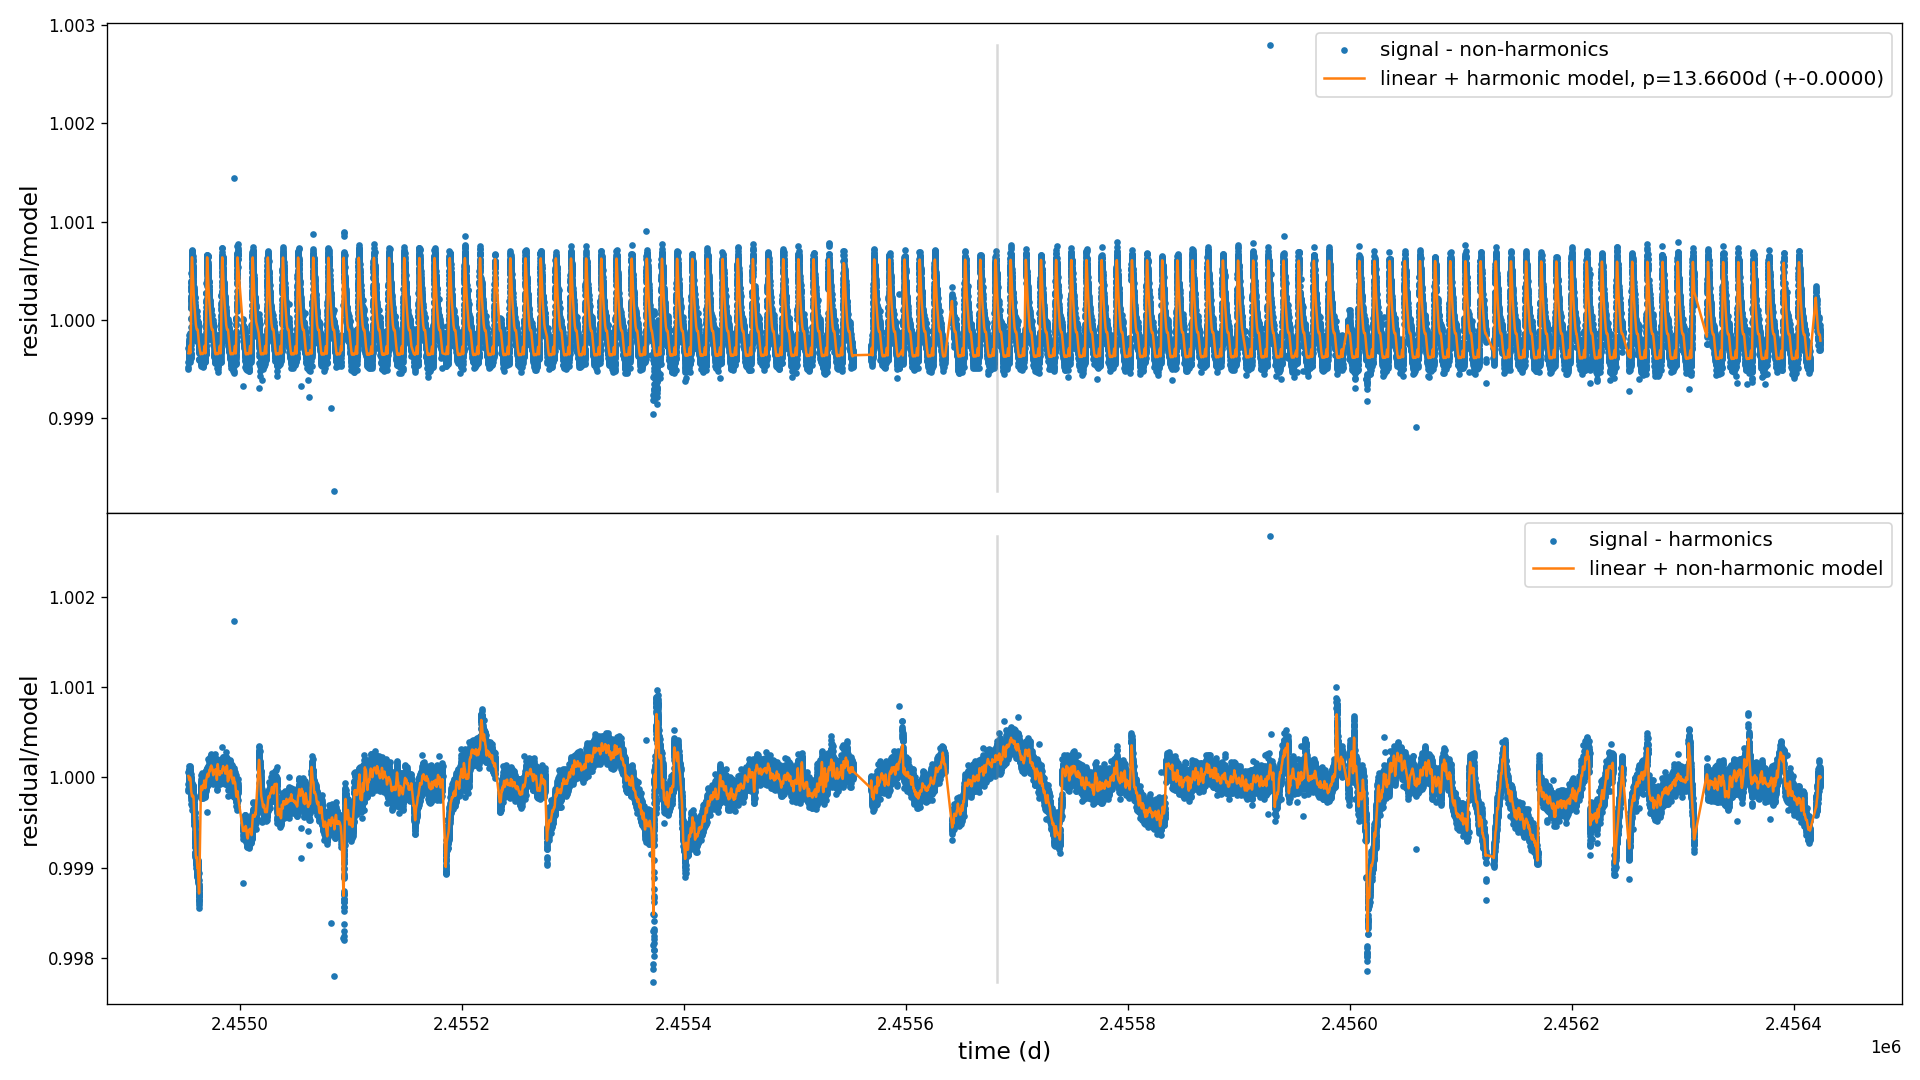 1.003
1.002
1.001
1.000
0.999
residual/model
signal - non-harmonics
linear + harmonic model, p=13.6600d (+-0.0000)
1.002
1.001
1.000
0.999
0.998
residual/model
signal - harmonics
linear + non-harmonic model
2.4550 2.4552 2.4554 2.4556 2.4558 2.4560 2.4562 2.4564
1e6
time (d)